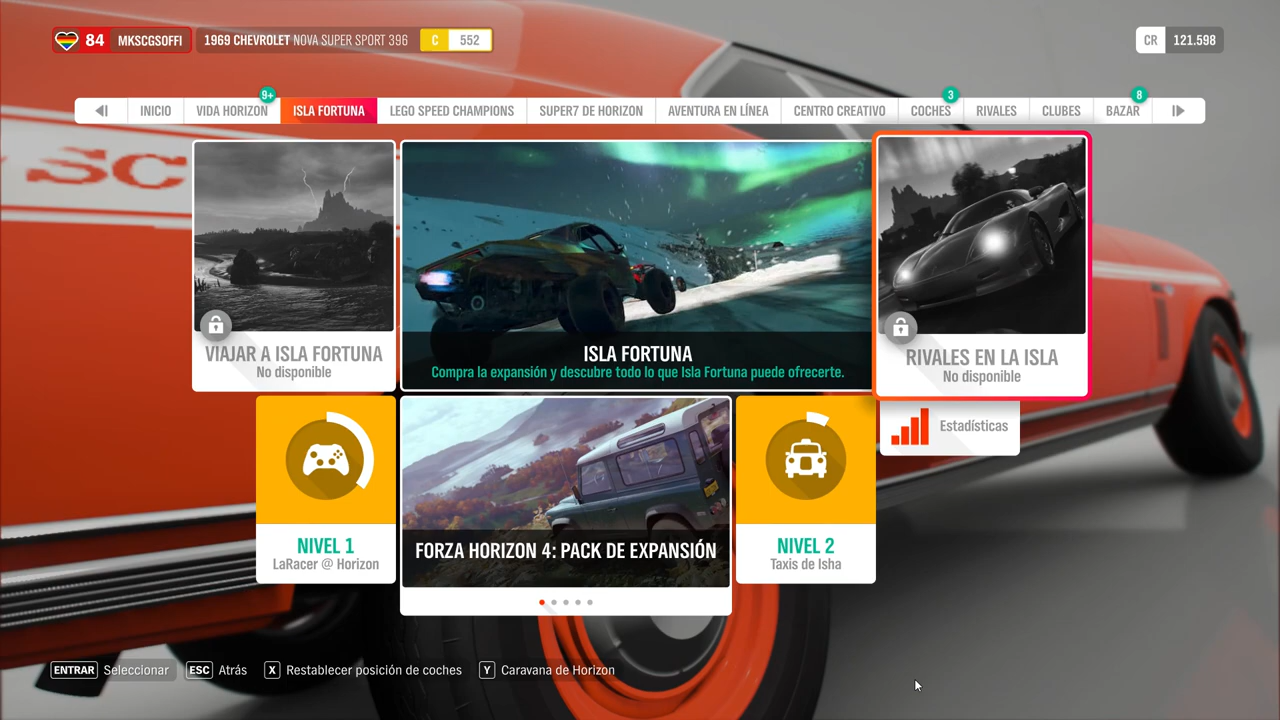 84 MKSCGSOFFI
1969 CHEVROLET NOVA SUPER SPORT 396
C 552
CR 121.598
INICIO
VIDA HORIZON 9+
ISLA FORTUNA
LEGO SPEED CHAMPIONS
SUPER7 DE HORIZON
AVENTURA EN LÍNEA
CENTRO CREATIVO
COCHES 3
RIVALES
CLUBES
BAZAR 8
SC
VIAJAR A ISLA FORTUNA
No disponible
ISLA FORTUNA
Compra la expansión y descubre todo lo que Isla Fortuna puede ofrecerte.
RIVALES EN LA ISLA
No disponible
NIVEL 1
LaRacer @ Horizon
FORZA HORIZON 4: PACK DE EXPANSIÓN
NIVEL 2
Taxis de Isha
Estadísticas
ENTRAR Seleccionar
ESC Atrás
X Restablecer posición de coches
Y Caravana de Horizon